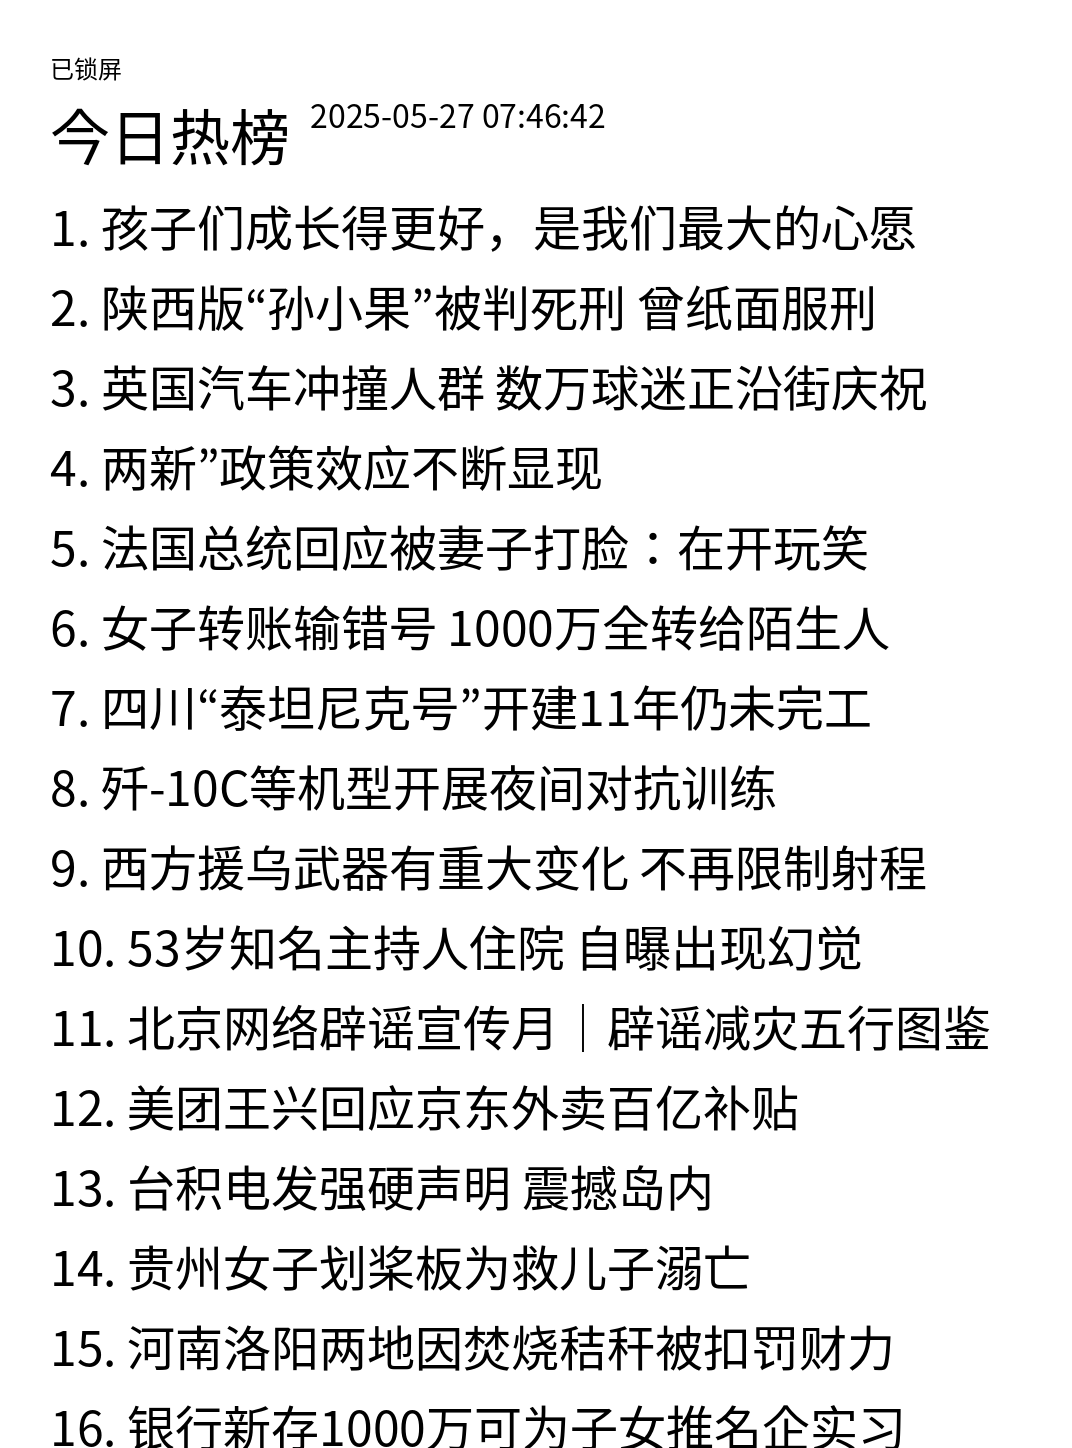 已锁屏
今日热榜 2025-05-27 07:46:42
1. 孩子们成长得更好，是我们最大的心愿
2. 陕西版“孙小果”被判死刑 曾纸面服刑
3. 英国汽车冲撞人群 数万球迷正沿街庆祝
4. 两新”政策效应不断显现
5. 法国总统回应被妻子打脸：在开玩笑
6. 女子转账输错号 1000万全转给陌生人
7. 四川“泰坦尼克号”开建11年仍未完工
8. 歼-10C等机型开展夜间对抗训练
9. 西方援乌武器有重大变化 不再限制射程
10. 53岁知名主持人住院 自曝出现幻觉
11. 北京网络辟谣宣传月｜辟谣减灾五行图鉴
12. 美团王兴回应京东外卖百亿补贴
13. 台积电发强硬声明 震撼岛内
14. 贵州女子划桨板为救儿子溺亡
15. 河南洛阳两地因焚烧秸秆被扣罚财力
16. 银行新存1000万可为子女推名企实习